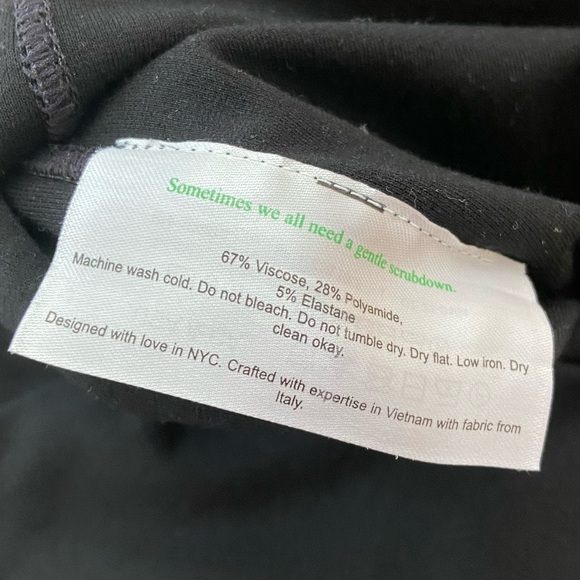 Sometimes we all need a gentle scrubdown.
67% Viscose, 28% Polyamide,
5% Elastane
Machine wash cold. Do not bleach. Do not tumble dry. Dry flat. Low iron. Dry
clean okay.
Designed with love in NYC. Crafted with expertise in Vietnam with fabric from
Italy.